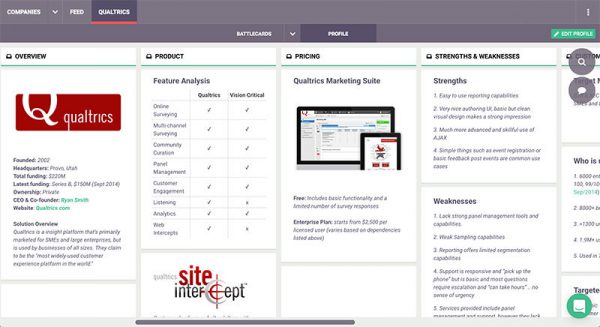 COMPANIES
FEED
QUALTRICS
BATTLECARDS
PROFILE
EDIT PROFILE
OVERVIEW
Q qualtrics
Founded: 2002
Headquarters: Provo, Utah
Total funding: $220M
Latest funding: Series B, $150M (Sept 2014)
Ownership: Private
CEO & Co-founder: Ryan Smith
Website: Qualtrics.com
Solution Overview
Qualtrics is a insight platform that's primarily
marketed for SMEs and large enterprises, but
is used by businesses of all sizes. They claim
to be the "most widely-used customer
experience platform in the world."
PRODUCT
Feature Analysis
Qualtrics Vision Critical
Online
Surveying ✓ ✓
Multi-channel
Surveying ✓ ✓
Community
Curation ✓ ✓
Panel
Management ✓ ✓
Customer
Engagement ✓ ✓
Listening ✓ x
Analytics ✓ ✓
Web
Intercepts ✓ x
qualtrics
site
intercept
PRICING
Qualtrics Marketing Suite
Free: Includes basic functionality and a
limited number of survey responses
Enterprise Plan: starts from $2,500 per
licensed user (varies based on dependencies
listed above)
STRENGTHS & WEAKNESSES
Strengths
1. Easy to use reporting capabilities
2. Very nice authoring UI, basic but clean
visual design makes a strong impression
3. Much more advanced and skillful use of
AJAX
4. Simple things such as event registration or
basic feedback post events are common use
cases
Weaknesses
1. Lack strong panel management tools and
capabilities.
2. Weak Sampling capabilities
3. Reporting offers limited segmentation
capabilities
4. Support is responsive and "pick up the
phone" but is basic and most questions
require escalation and "can take hours" .. no
sense of urgency
5. Services provided include panel
management and support, however they lack
Target
Who is u
1. 6000 ente
100, 99/10
Sep/2014)
2. 8000+ b
3. +1300 un
4. 1.9M+ us
5. Used in
Targete